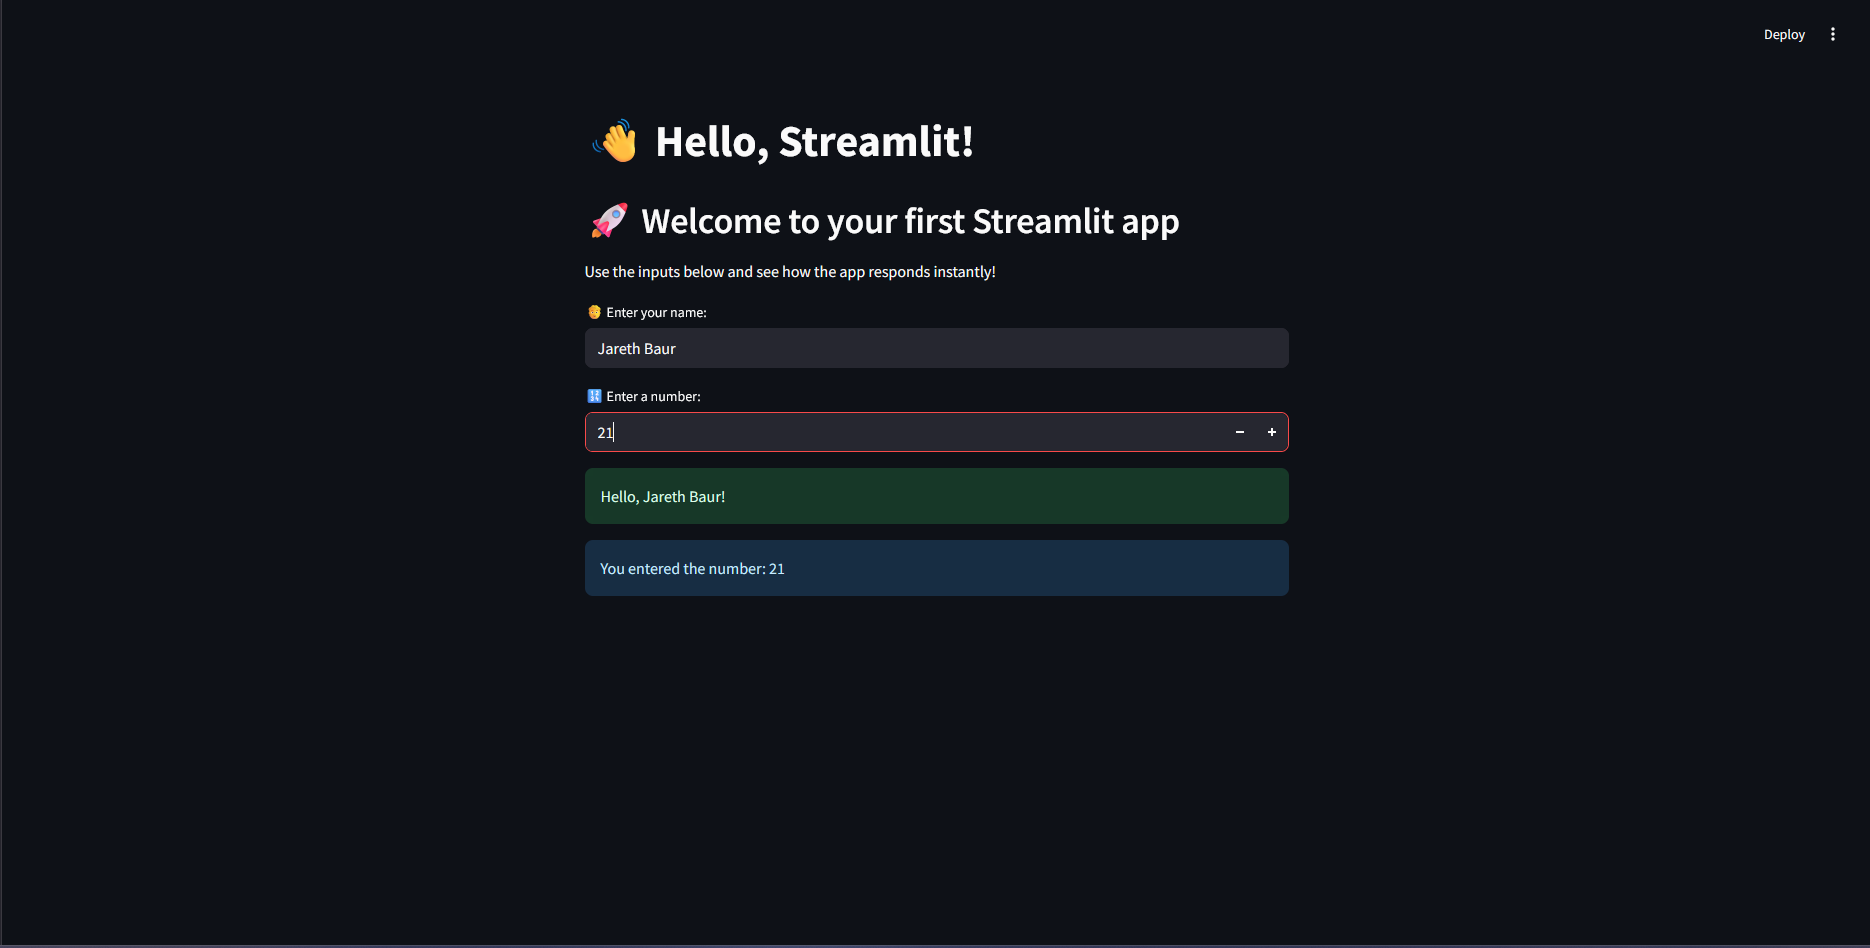 Deploy
👋 Hello, Streamlit!
🚀 Welcome to your first Streamlit app
Use the inputs below and see how the app responds instantly!
🧑 Enter your name:
Jareth Baur
🔢 Enter a number:
21
Hello, Jareth Baur!
You entered the number: 21